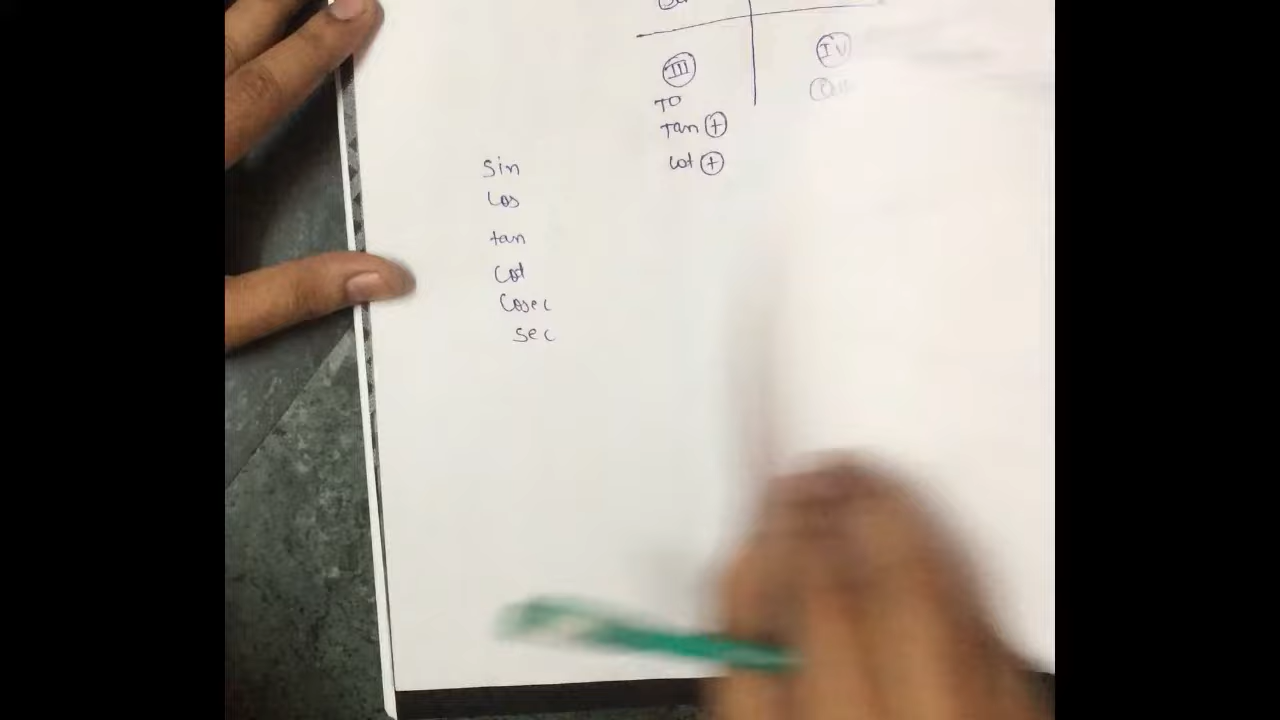 III
IV
TO
Tan +
Cot +
Sin
Cos
tan
Cot
Cosec
Sec